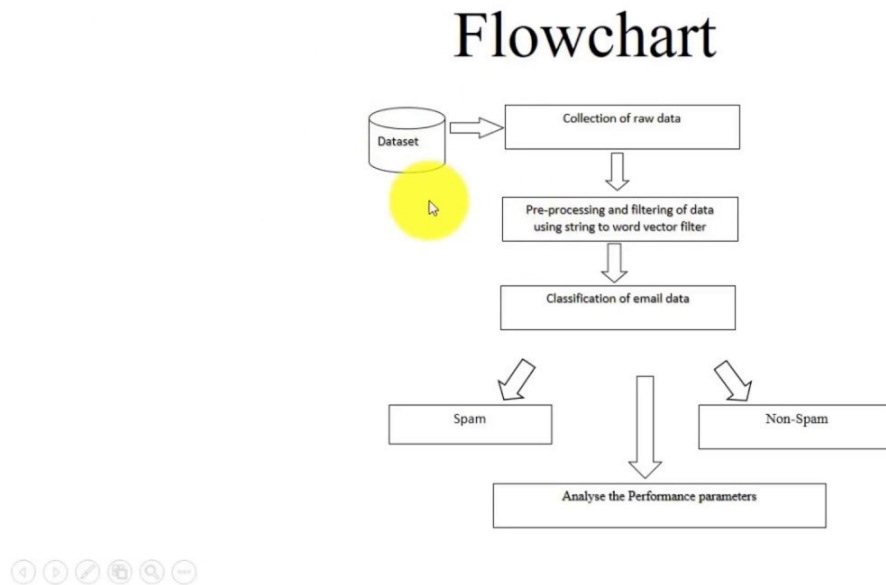 Flowchart
Dataset
Collection of raw data
Pre-processing and filtering of data
using string to word vector filter
Classification of email data
Spam
Non-Spam
Analyse the Performance parameters